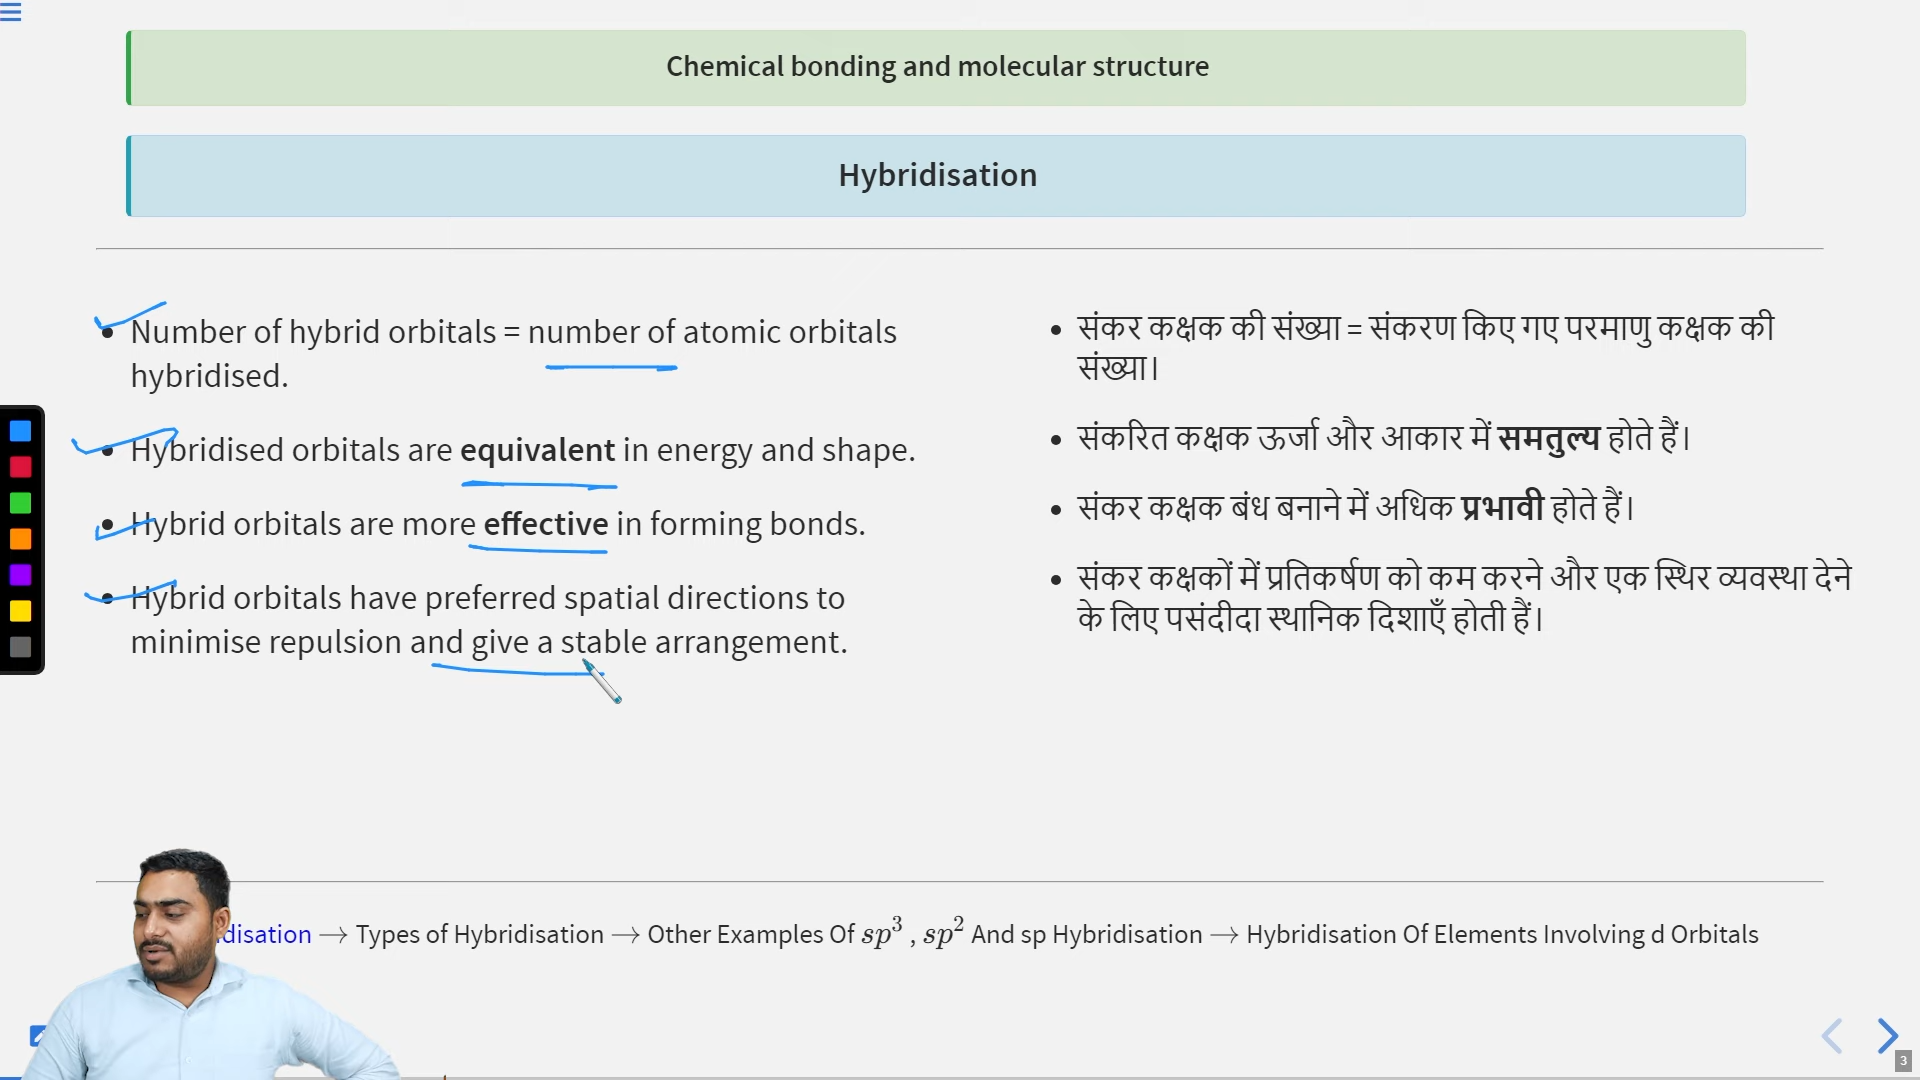 Chemical bonding and molecular structure
Hybridisation
• Number of hybrid orbitals = number of atomic orbitals
hybridised.
• Hybridised orbitals are equivalent in energy and shape.
• Hybrid orbitals are more effective in forming bonds.
• Hybrid orbitals have preferred spatial directions to
minimise repulsion and give a stable arrangement.
• संकर कक्षक की संख्या = संकरण किए गए परमाणु कक्षक की
संख्या।
• संकरित कक्षक ऊर्जा और आकार में समतुल्य होते हैं।
• संकर कक्षक बंध बनाने में अधिक प्रभावी होते हैं।
• संकर कक्षकों में प्रतिकर्षण को कम करने और एक स्थिर व्यवस्था देने
के लिए पसंदीदा स्थानिक दिशाएँ होती हैं।
disation → Types of Hybridisation → Other Examples Of sp³ , sp² And sp Hybridisation → Hybridisation Of Elements Involving d Orbitals
3